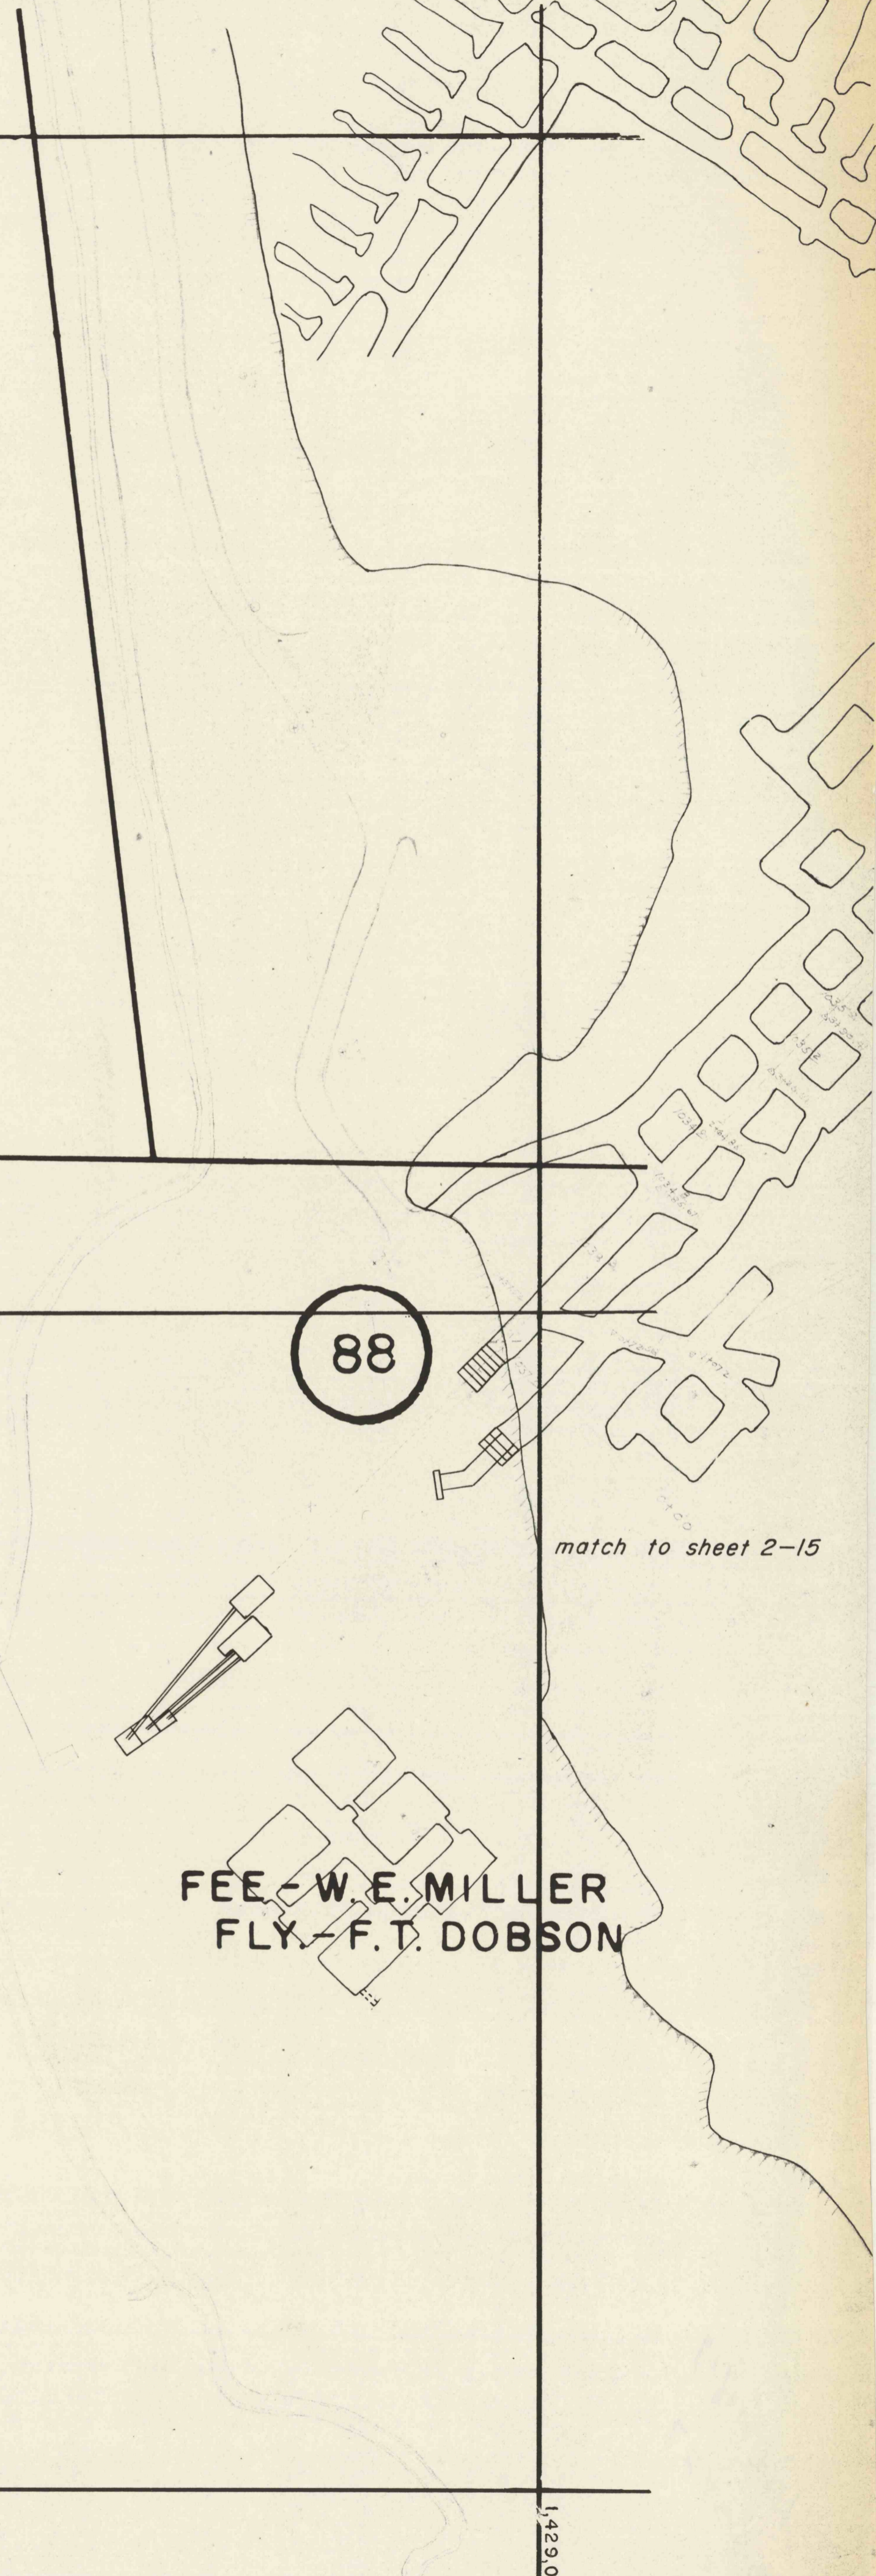 88
match to sheet 2-15
FEE - W. E. MILLER
FLY. - F. T. DOBSON
1,429,0